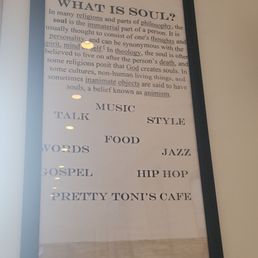 WHAT IS SOUL?
In many religions and parts of philosophy, the
soul is the immaterial part of a person. It is
usually thought to consist of one's thoughts and
personality, and can be synonymous with the
spirit, mind or self.¹ In theology, the soul is often
believed to live on after the person's death, and
some religions posit that God creates souls. In
some cultures, non-human living things, and
sometimes inanimate objects are said to have
souls, a belief known as animism.
MUSIC
TALK STYLE
FOOD
WORDS JAZZ
GOSPEL HIP HOP
PRETTY TONI'S CAFE